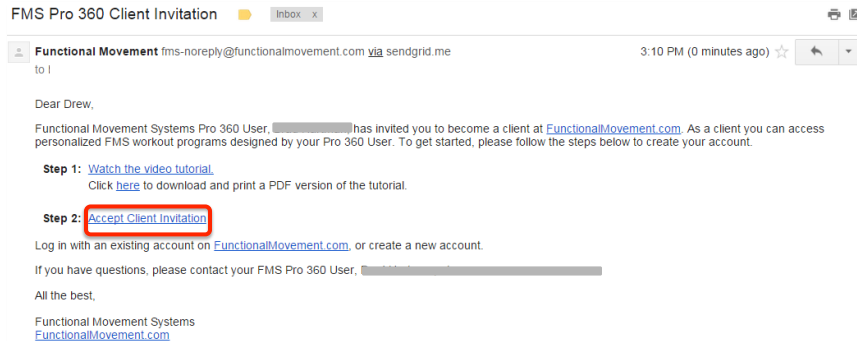 FMS Pro 360 Client Invitation Inbox x
Functional Movement fms-noreply@functionalmovement.com via sendgrid.me 3:10 PM (0 minutes ago)
to I
Dear Drew,
Functional Movement Systems Pro 360 User, has invited you to become a client at FunctionalMovement.com. As a client you can access
personalized FMS workout programs designed by your Pro 360 User. To get started, please follow the steps below to create your account.
Step 1: Watch the video tutorial.
Click here to download and print a PDF version of the tutorial.
Step 2: Accept Client Invitation
Log in with an existing account on FunctionalMovement.com, or create a new account.
If you have questions, please contact your FMS Pro 360 User,
All the best,
Functional Movement Systems
FunctionalMovement.com